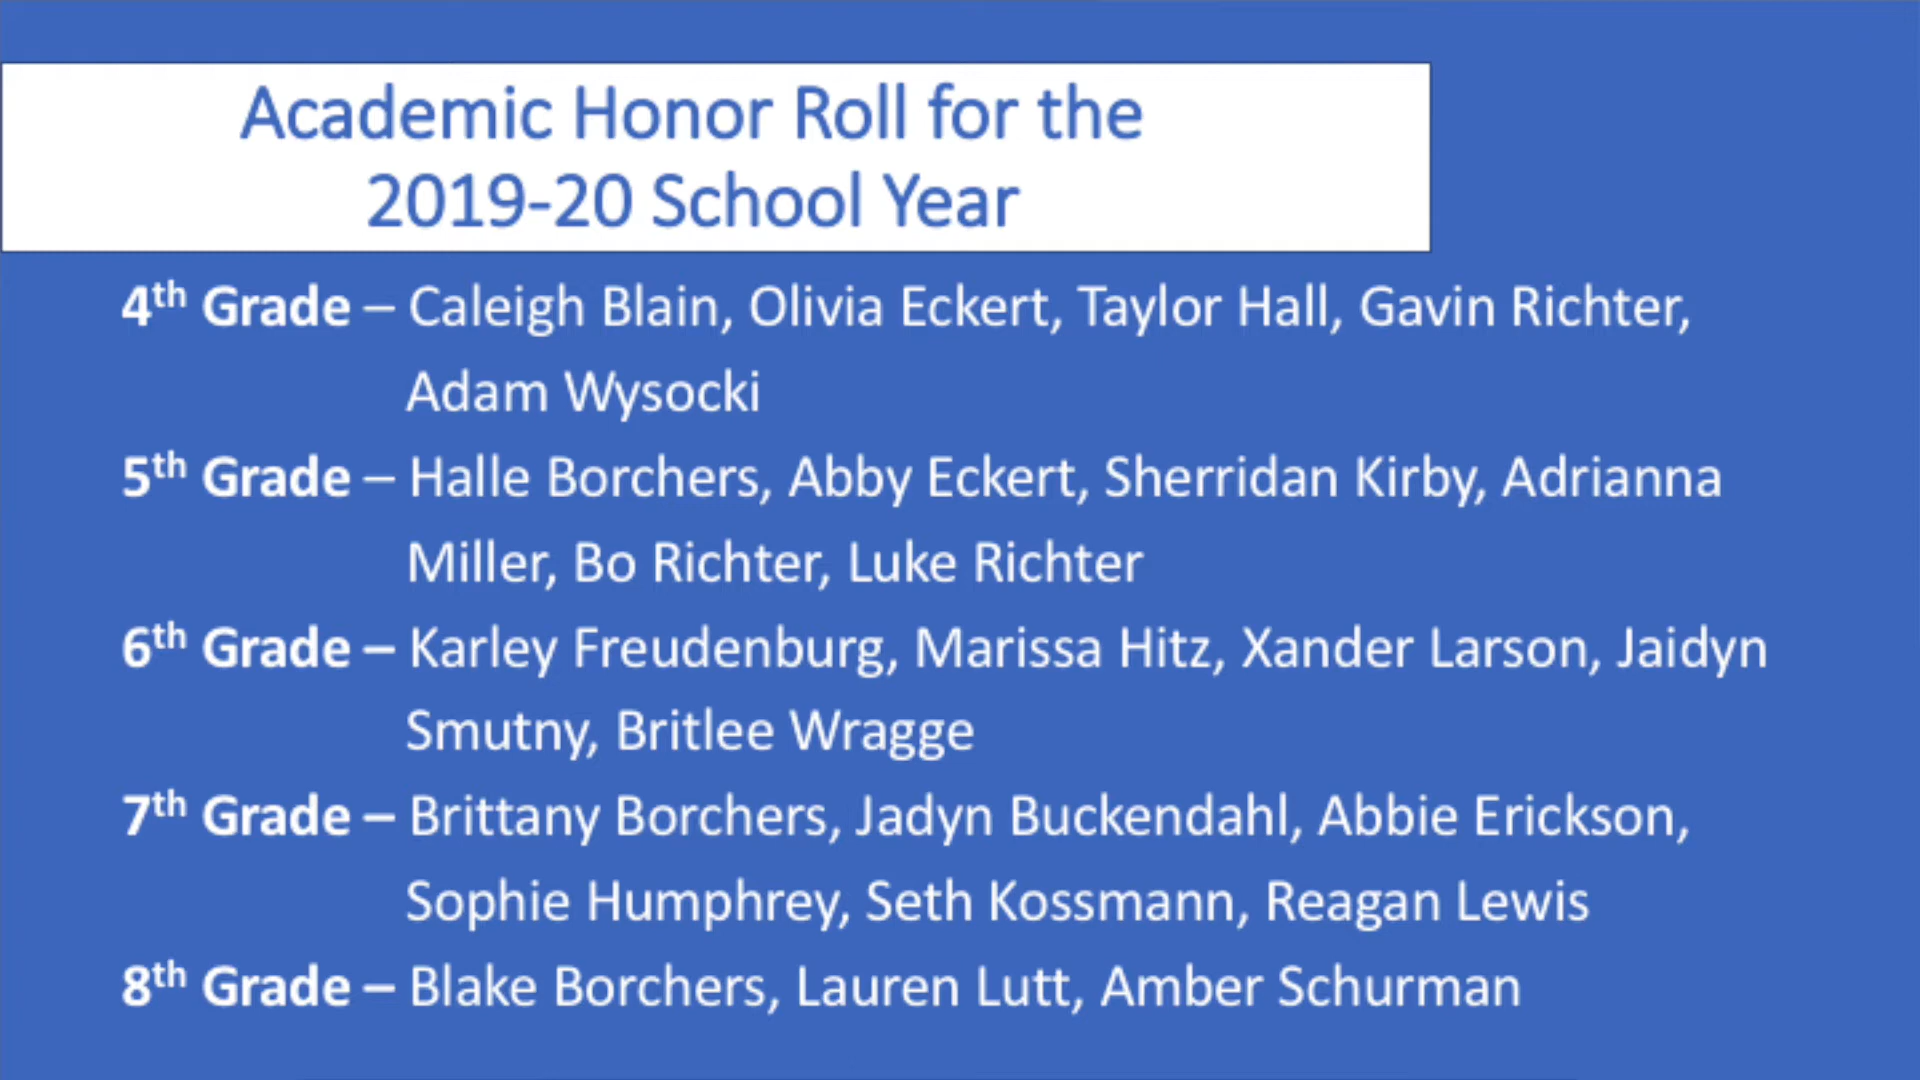 Academic Honor Roll for the
2019-20 School Year
4th Grade – Caleigh Blain, Olivia Eckert, Taylor Hall, Gavin Richter,
Adam Wysocki
5th Grade – Halle Borchers, Abby Eckert, Sherridan Kirby, Adrianna
Miller, Bo Richter, Luke Richter
6th Grade – Karley Freudenburg, Marissa Hitz, Xander Larson, Jaidyn
Smutny, Britlee Wragge
7th Grade – Brittany Borchers, Jadyn Buckendahl, Abbie Erickson,
Sophie Humphrey, Seth Kossmann, Reagan Lewis
8th Grade – Blake Borchers, Lauren Lutt, Amber Schurman